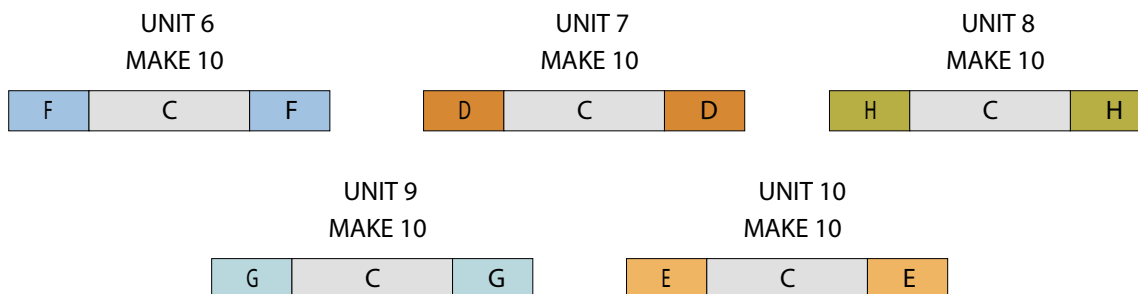 UNIT 6 UNIT 7 UNIT 8
MAKE 10 MAKE 10 MAKE 10
F C F D C D H C H
UNIT 9 UNIT 10
MAKE 10 MAKE 10
G C G E C E